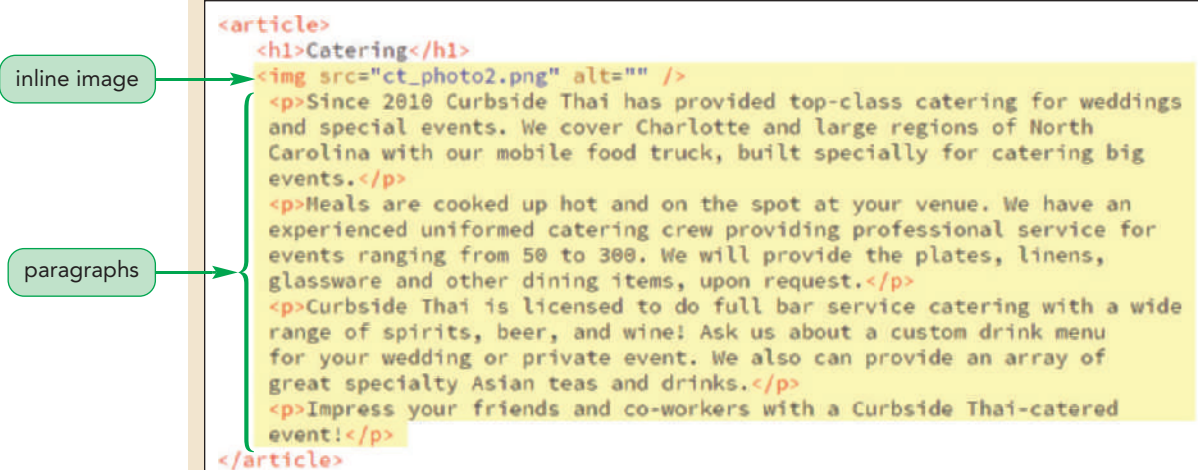 <article>
<h1>Catering</h1>
inline image
<img src="ct_photo2.png" alt="" />
<p>Since 2010 Curbside Thai has provided top-class catering for weddings
and special events. We cover Charlotte and large regions of North
Carolina with our mobile food truck, built specially for catering big
events.</p>
<p>Meals are cooked up hot and on the spot at your venue. We have an
experienced uniformed catering crew providing professional service for
events ranging from 50 to 300. We will provide the plates, linens,
paragraphs
glassware and other dining items, upon request.</p>
<p>Curbside Thai is licensed to do full bar service catering with a wide
range of spirits, beer, and wine! Ask us about a custom drink menu
for your wedding or private event. We also can provide an array of
great specialty Asian teas and drinks.</p>
<p>Impress your friends and co-workers with a Curbside Thai-catered
event!</p>
</article>